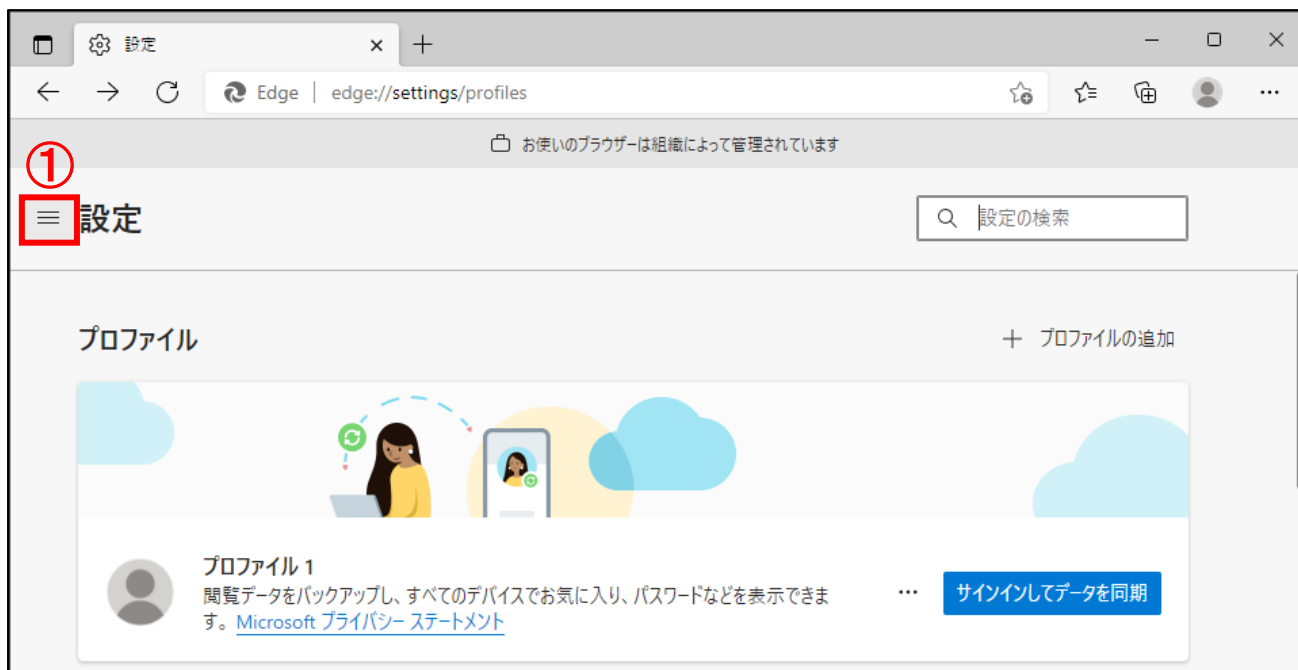 設定
Edge | edge://settings/profiles
お使いのブラウザーは組織によって管理されています
①
設定
設定の検索
プロファイル
プロファイルの追加
プロファイル 1
閲覧データをバックアップし、すべてのデバイスでお気に入り、パスワードなどを表示できま
す。Microsoft プライバシー ステートメント
サインインしてデータを同期